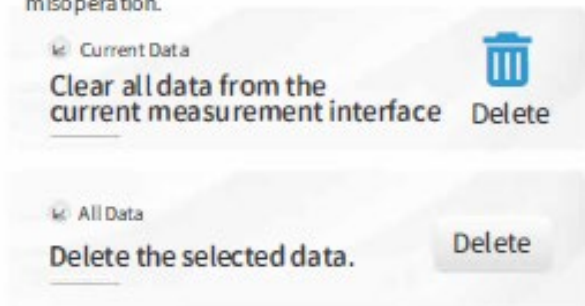 misoperation.
Current Data
Clear all data from the
current measurement interface
Delete
All Data
Delete the selected data.
Delete